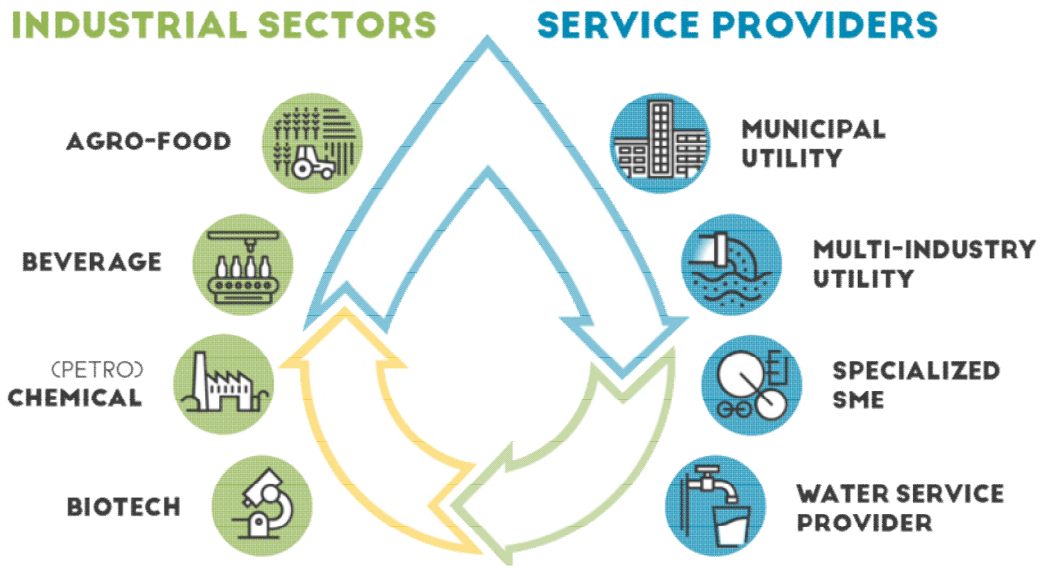 INDUSTRIAL SECTORS
AGRO-FOOD
BEVERAGE
(PETRO)
CHEMICAL
BIOTECH
SERVICE PROVIDERS
MUNICIPAL
UTILITY
MULTI-INDUSTRY
UTILITY
SPECIALIZED
SME
WATER SERVICE
PROVIDER